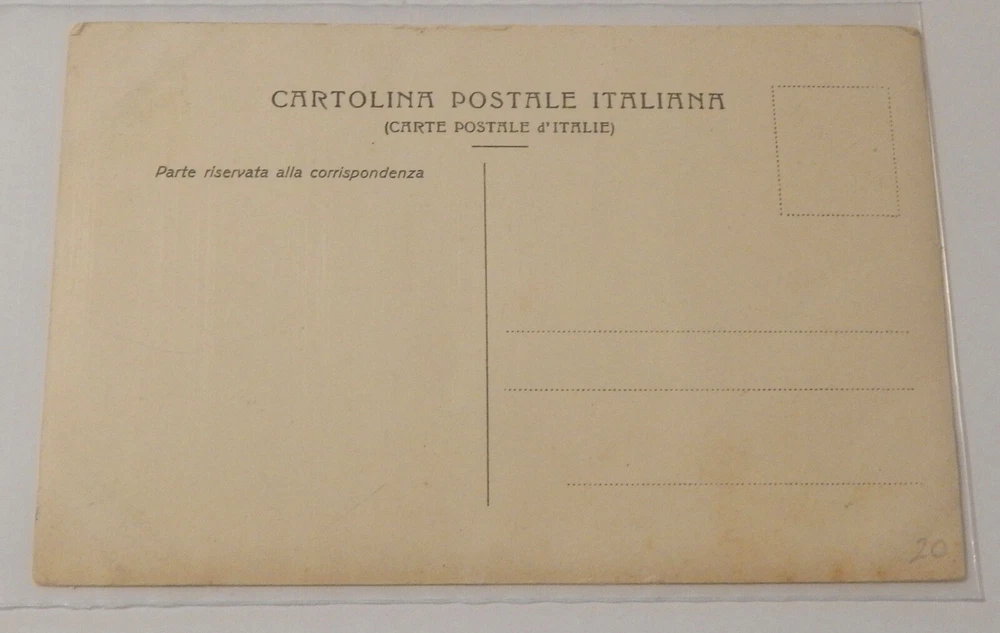 CARTOLINA POSTALE ITALIANA
(CARTE POSTALE d'ITALIE)
Parte riservata alla corrispondenza
20